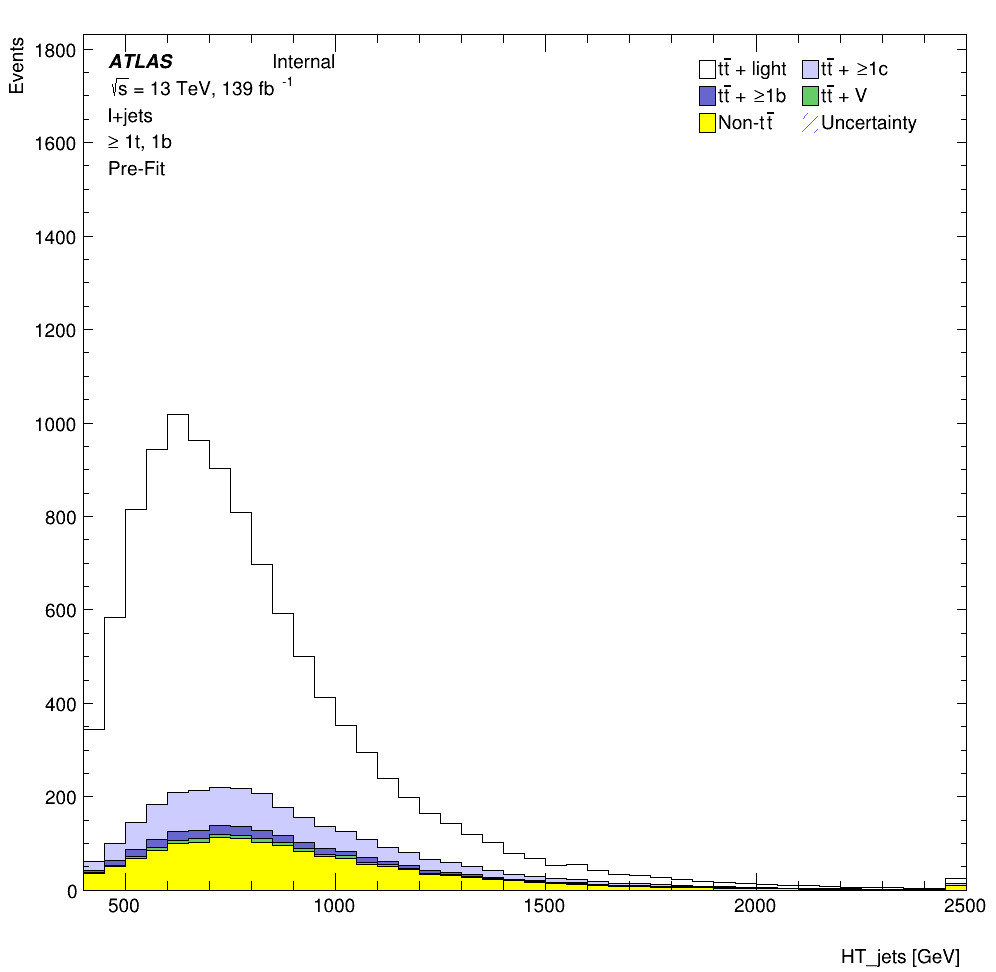 Events
1800
1600
1400
1200
1000
800
600
400
200
0
ATLAS Internal
√s = 13 TeV, 139 fb⁻¹
l+jets
≥ 1t, 1b
Pre-Fit
tt̄ + light
tt̄ + ≥1c
tt̄ + ≥1b
tt̄ + V
Non-tt̄
Uncertainty
500 1000 1500 2000 2500
HT_jets [GeV]